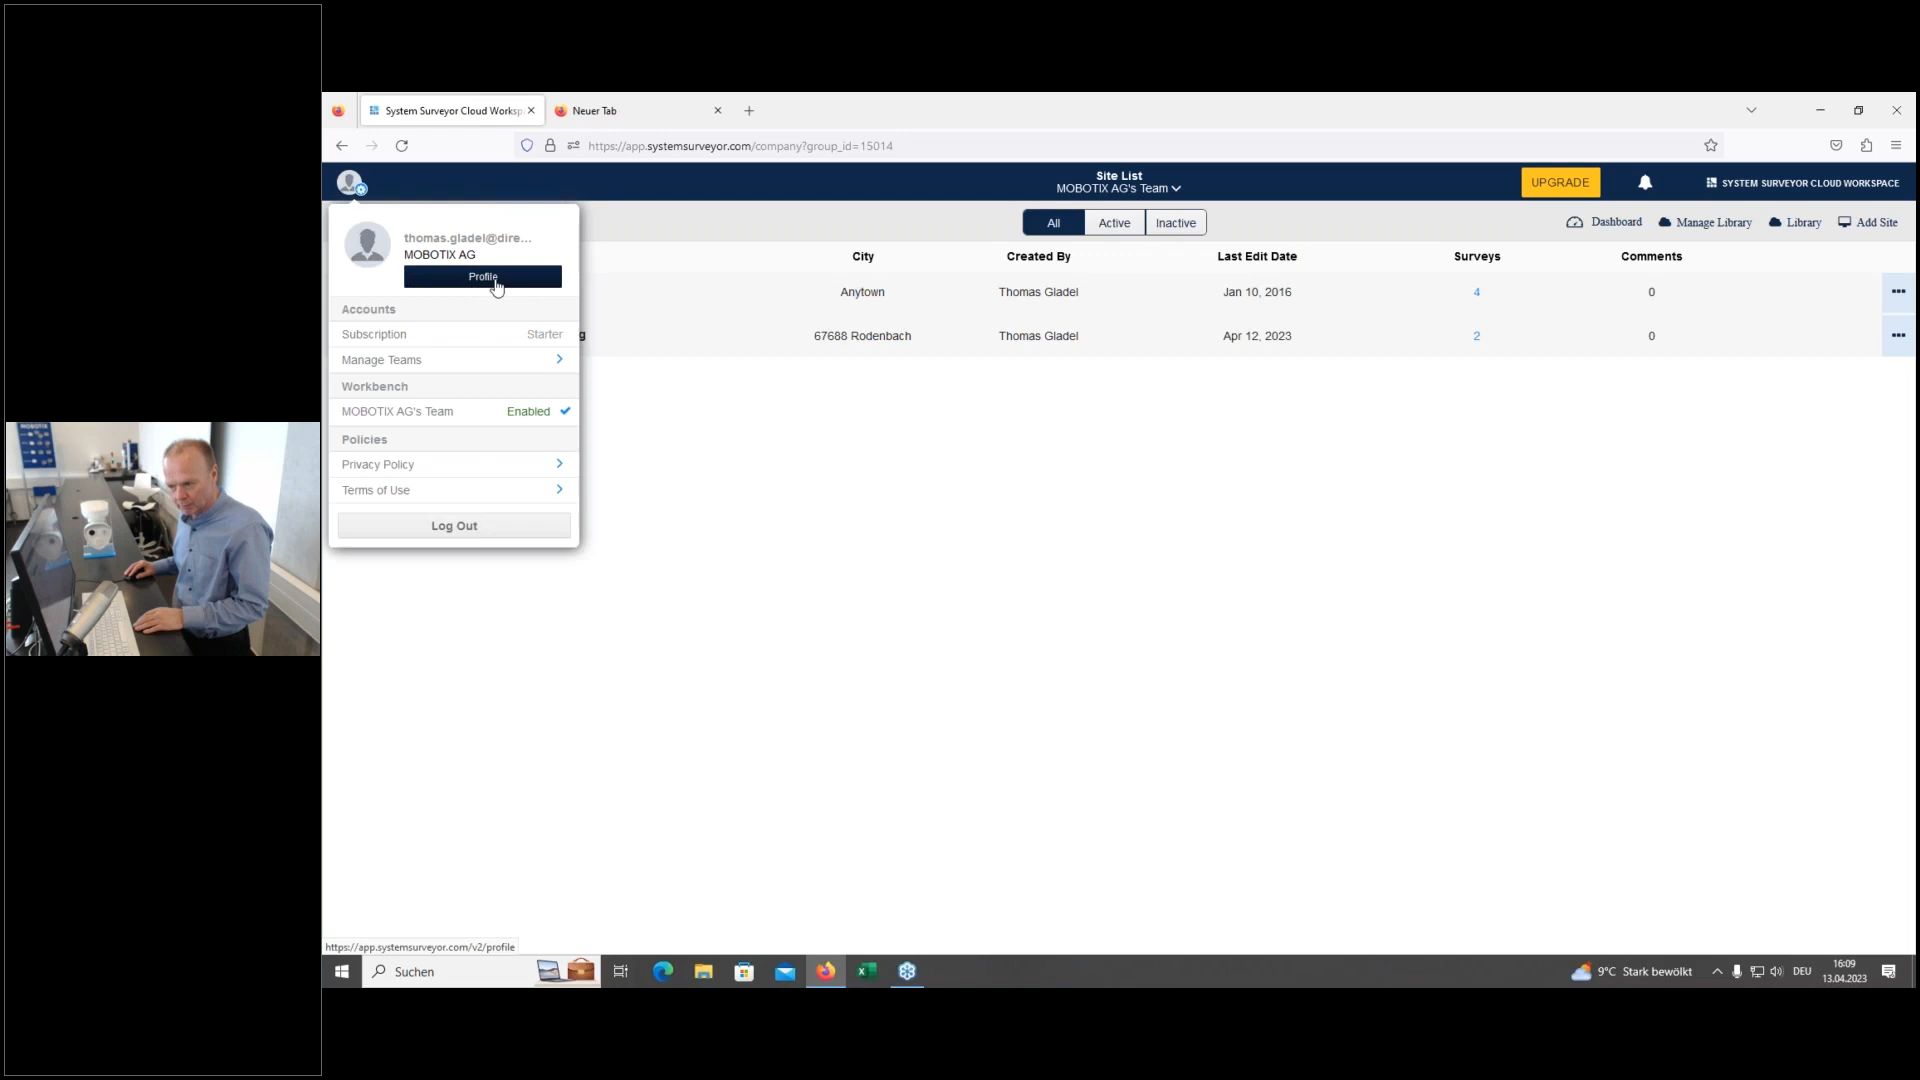 System Surveyor Cloud Worksp
Neuer Tab
https://app.systemsurveyor.com/company?group_id=15014
Site List
MOBOTIX AG's Team
UPGRADE
SYSTEM SURVEYOR CLOUD WORKSPACE
All
Active
Inactive
Dashboard
Manage Library
Library
Add Site
thomas.gladel@dire...
MOBOTIX AG
Profile
Accounts
Subscription
Starter
Manage Teams
Workbench
MOBOTIX AG's Team
Enabled
Policies
Privacy Policy
Terms of Use
Log Out
City
Created By
Last Edit Date
Surveys
Comments
Anytown
Thomas Gladel
Jan 10, 2016
4
0
g
67688 Rodenbach
Thomas Gladel
Apr 12, 2023
2
0
MOBOTIX
https://app.systemsurveyor.com/v2/profile
Suchen
9°C Stark bewölkt
DEU
16:09
13.04.2023